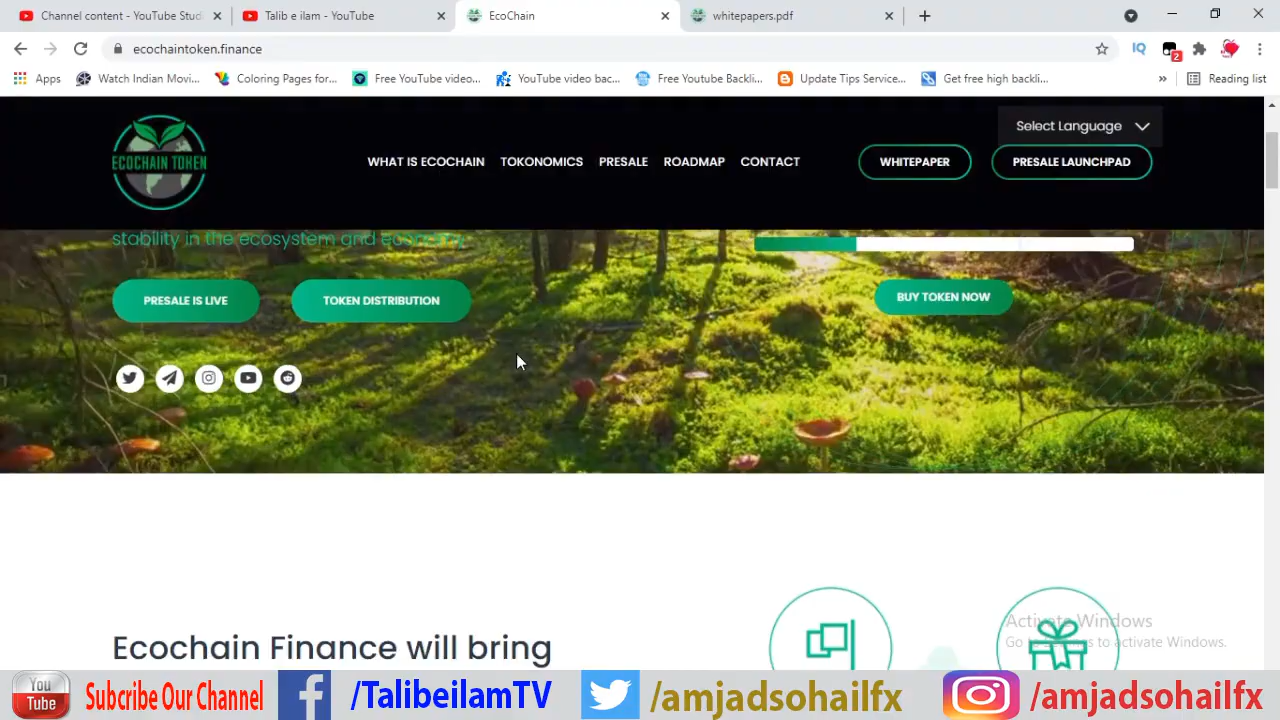 Channel content - YouTube Stud
Talib e ilam - YouTube
EcoChain
whitepapers.pdf
ecochaintoken.finance
IQ
2
Apps
Watch Indian Movi...
Coloring Pages for...
Free YouTube video...
YouTube video bac...
Free Youtube Backli...
Update Tips Service...
Get free high backli...
»
Reading list
Select Language
ECOCHAIN TOKEN
WHAT IS ECOCHAIN
TOKONOMICS
PRESALE
ROADMAP
CONTACT
WHITEPAPER
PRESALE LAUNCHPAD
stability in the ecosystem and economy
PRESALE IS LIVE
TOKEN DISTRIBUTION
BUY TOKEN NOW
Ecochain Finance will bring
Activate Windows
Go to Settings to activate Windows.
You
Tube
Subcribe Our Channel
/TalibeilamTV
/amjadsohailfx
/amjadsohailfx